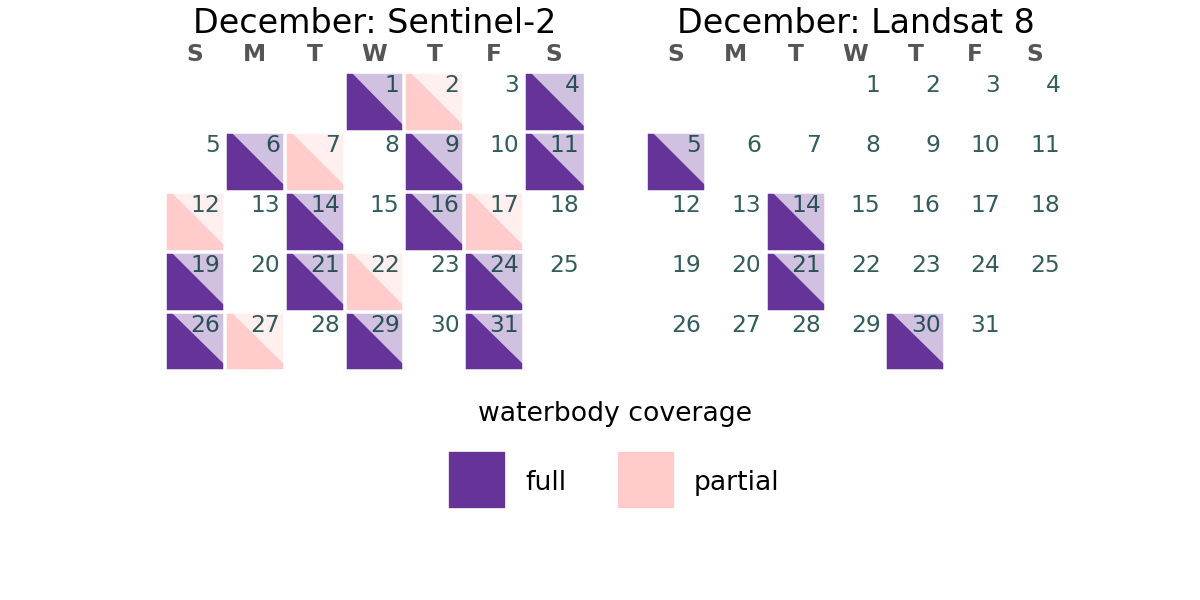 December: Sentinel-2
S M T W T F S
1 2 3 4
5 6 7 8 9 10 11
12 13 14 15 16 17 18
19 20 21 22 23 24 25
26 27 28 29 30 31
December: Landsat 8
S M T W T F S
1 2 3 4
5 6 7 8 9 10 11
12 13 14 15 16 17 18
19 20 21 22 23 24 25
26 27 28 29 30 31
waterbody coverage
full
partial